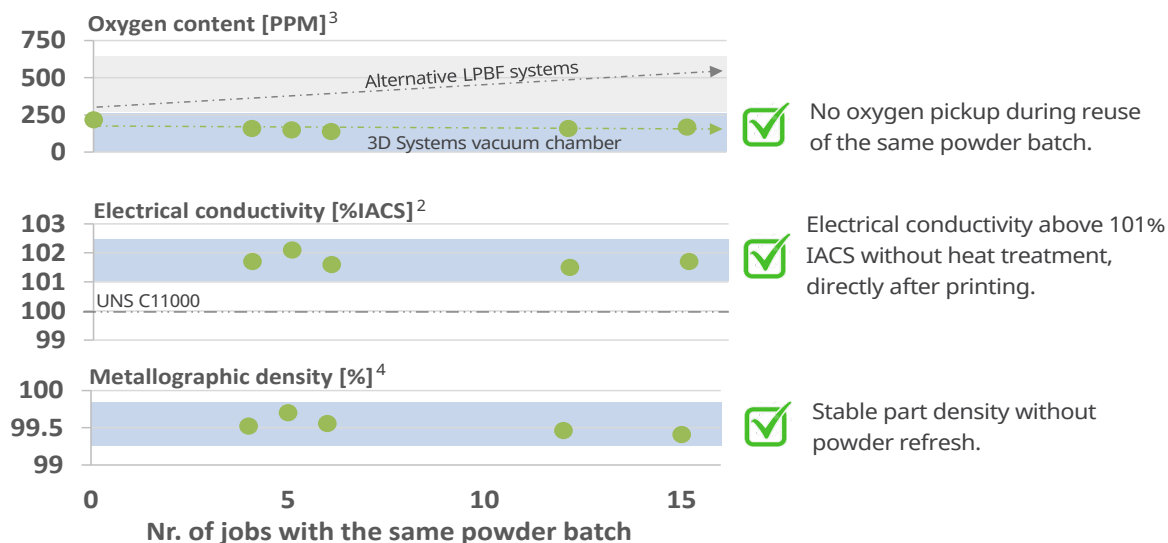 Oxygen content [PPM]3
750
500
250
0
Alternative LPBF systems
3D Systems vacuum chamber
No oxygen pickup during reuse
of the same powder batch.
Electrical conductivity [%IACS]2
103
102
101
100
99
UNS C11000
Electrical conductivity above 101%
IACS without heat treatment,
directly after printing.
Metallographic density [%]4
100
99.5
99
Stable part density without
powder refresh.
0 5 10 15
Nr. of jobs with the same powder batch